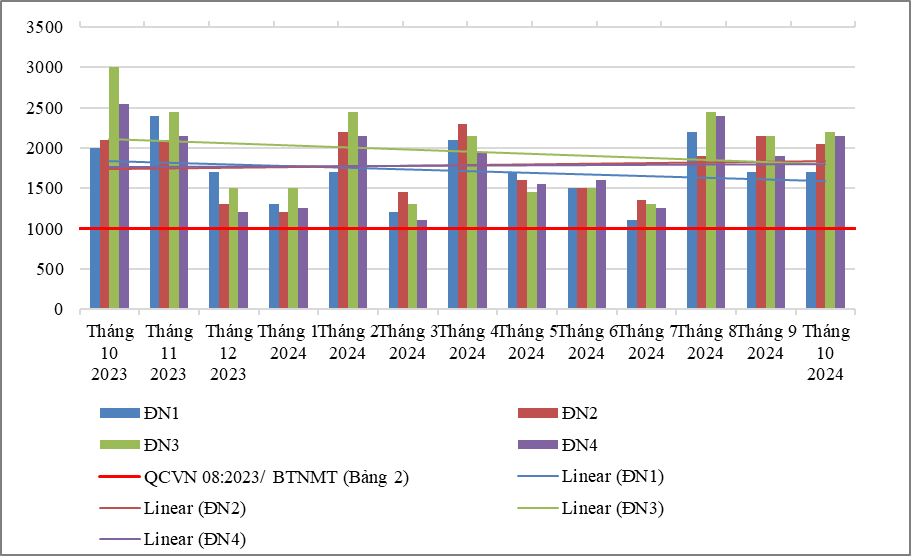 3500
3000
2500
2000
1500
1000
500
0
Tháng 10 2023
Tháng 11 2023
Tháng 12 2023
Tháng 1 2024
Tháng 2 2024
Tháng 3 2024
Tháng 4 2024
Tháng 5 2024
Tháng 6 2024
Tháng 7 2024
Tháng 8 2024
Tháng 9 2024
Tháng 10 2024
ĐN1
ĐN2
ĐN3
ĐN4
QCVN 08:2023/ BTNMT (Bảng 2)
Linear (ĐN1)
Linear (ĐN2)
Linear (ĐN3)
Linear (ĐN4)